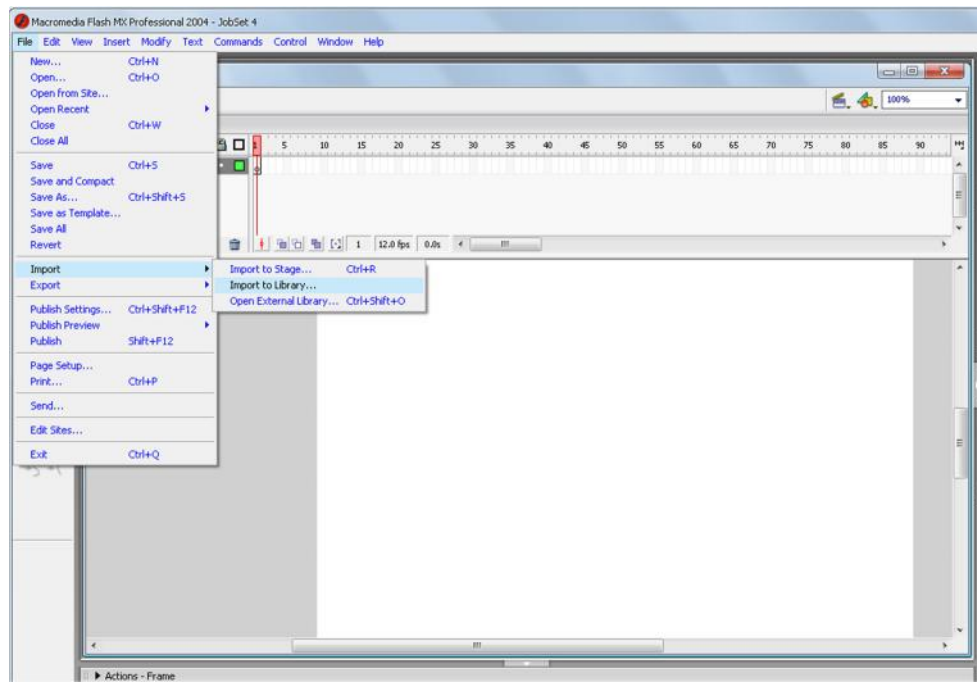 Macromedia Flash MX Professional 2004 - JobSet 4
File Edit View Insert Modify Text Commands Control Window Help
New... Ctrl+N
Open... Ctrl+O
Open from Site...
Open Recent
Close Ctrl+W
Close All
Save Ctrl+S
Save and Compact
Save As... Ctrl+Shift+S
Save as Template...
Save All
Revert
Import
Export
Publish Settings... Ctrl+Shift+F12
Publish Preview
Publish Shift+F12
Page Setup...
Print... Ctrl+P
Send...
Edit Sites...
Exit Ctrl+Q
Import to Stage... Ctrl+R
Import to Library...
Open External Library... Ctrl+Shift+O
100%
1 5 10 15 20 25 30 35 40 45 50 55 60 65 70 75 80 85 90
1 12.0 fps 0.0s
Actions - Frame